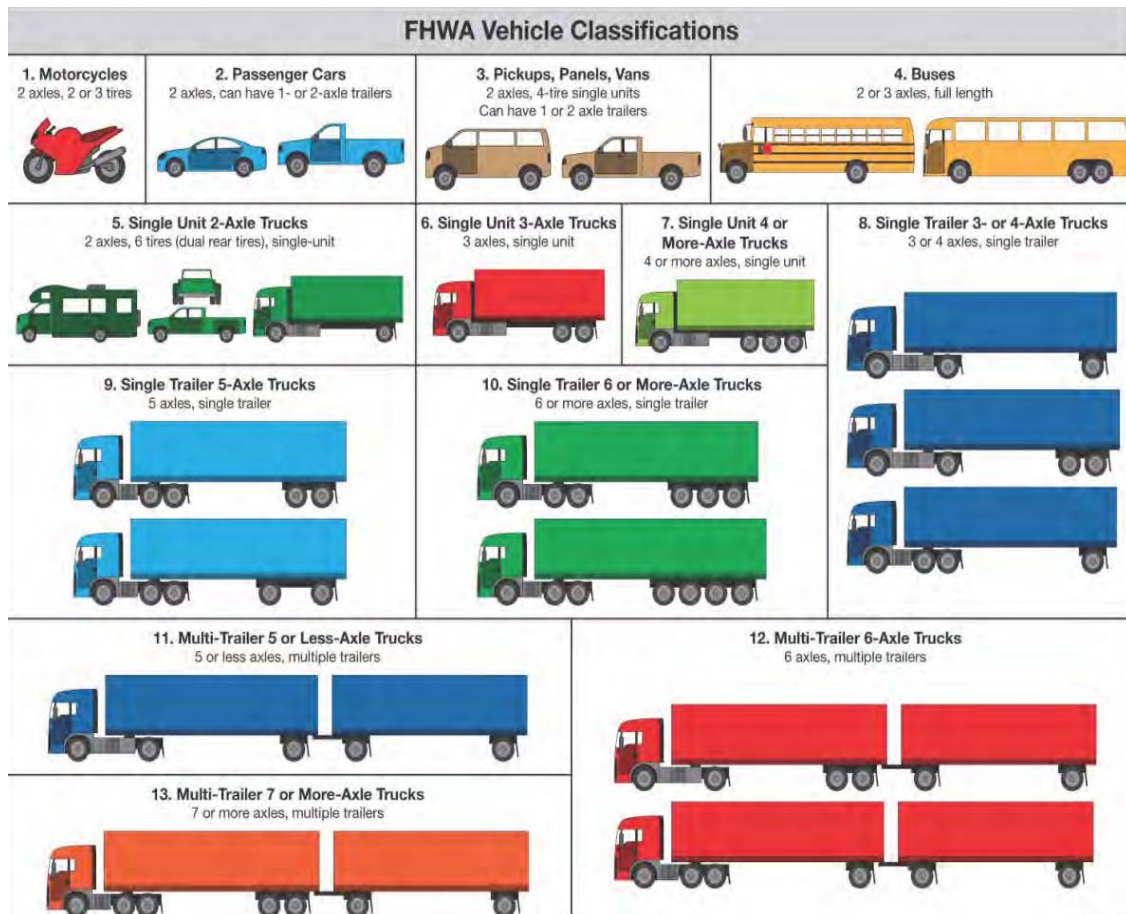 FHWA Vehicle Classifications
1. Motorcycles
2 axles, 2 or 3 tires
2. Passenger Cars
2 axles, can have 1- or 2-axle trailers
3. Pickups, Panels, Vans
2 axles, 4-tire single units
Can have 1 or 2 axle trailers
4. Buses
2 or 3 axles, full length
5. Single Unit 2-Axle Trucks
2 axles, 6 tires (dual rear tires), single-unit
6. Single Unit 3-Axle Trucks
3 axles, single unit
7. Single Unit 4 or
More-Axle Trucks
4 or more axles, single unit
8. Single Trailer 3- or 4-Axle Trucks
3 or 4 axles, single trailer
9. Single Trailer 5-Axle Trucks
5 axles, single trailer
10. Single Trailer 6 or More-Axle Trucks
6 or more axles, single trailer
11. Multi-Trailer 5 or Less-Axle Trucks
5 or less axles, multiple trailers
12. Multi-Trailer 6-Axle Trucks
6 axles, multiple trailers
13. Multi-Trailer 7 or More-Axle Trucks
7 or more axles, multiple trailers